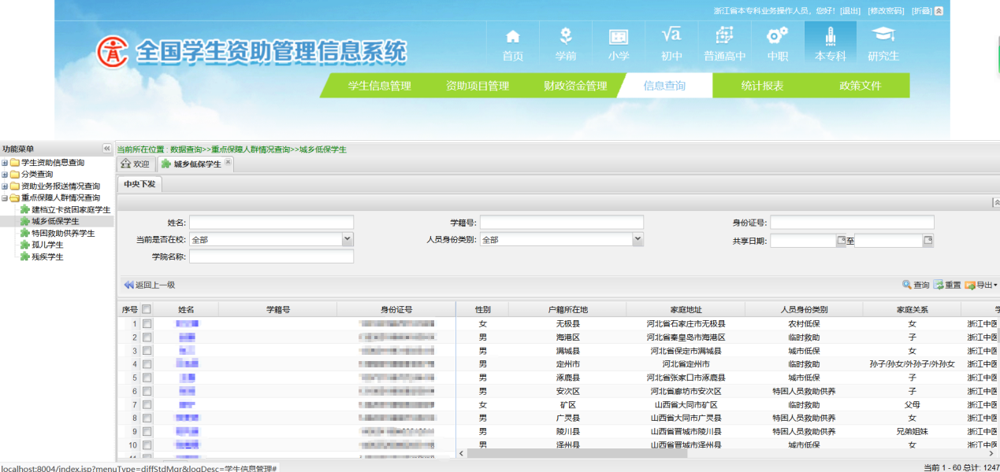 浙江省本专科业务操作人员，您好! [退出] [修改密码] [折叠]
全国学生资助管理信息系统
首页 学前 小学 初中 普通高中 中职 本专科 研究生
学生信息管理 资助项目管理 财政资金管理 信息查询 统计报表 政策文件
功能菜单
学生资助信息查询
分类查询
资助业务报送情况查询
重点保障人群情况查询
建档立卡贫困家庭学生
城乡低保学生
特困救助供养学生
孤儿学生
残疾学生
当前所在位置 : 数据查询>>重点保障人群情况查询>>城乡低保学生
欢迎 城乡低保学生
中央下发
姓名: 学籍号: 身份证号:
当前是否在校: 全部 人员身份类别: 全部 共享日期: 至
学院名称:
返回上一级 查询 重置 导出
序号 姓名 学籍号 身份证号 性别 户籍所在地 家庭地址 人员身份类别 家庭关系
1 女 无极县 河北省石家庄市无极县 农村低保 女 浙江中医
2 男 海港区 河北省秦皇岛市海港区 临时救助 子 浙江中医
3 男 满城县 河北省保定市满城县 城市低保 女 浙江中医
4 男 定州市 河北省定州市 临时救助 孙子/孙女/外孙子/外孙女 浙江中医
5 男 涿鹿县 河北省张家口市涿鹿县 城市低保 子 浙江中医
6 男 安次区 河北省廊坊市安次区 特困人员救助供养 子 浙江中医
7 女 矿区 山西省大同市矿区 临时救助 父母 浙江中医
8 男 广灵县 山西省大同市广灵县 特困人员救助供养 女 浙江中医
9 男 陵川县 山西省晋城市陵川县 特困人员救助供养 兄弟姐妹 浙江中医
10 男 泽州县 山西省晋城市泽州县 城市低保 女 浙江中医
localhost:8004/index.jsp?menuType=diffStdMgr&logDesc=学生信息管理#
当前 1 - 60 总计: 1247